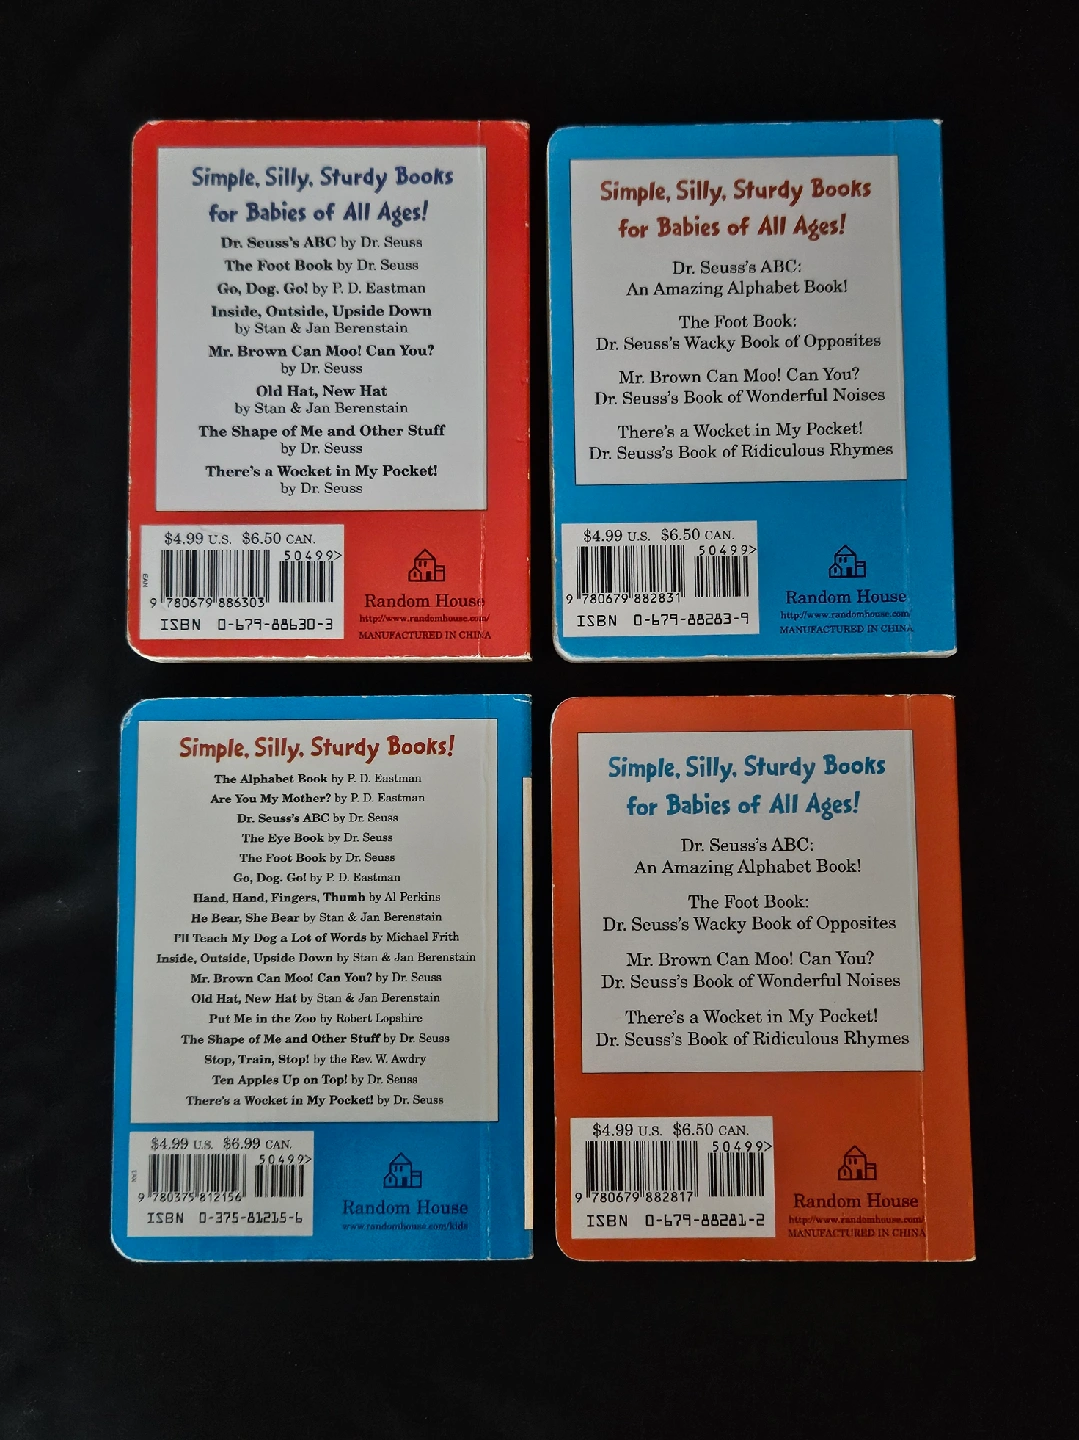 Simple, Silly, Sturdy Books
for Babies of All Ages!
Dr. Seuss's ABC by Dr. Seuss
The Foot Book by Dr. Seuss
Go, Dog. Go! by P. D. Eastman
Inside, Outside, Upside Down
by Stan & Jan Berenstain
Mr. Brown Can Moo! Can You?
by Dr. Seuss
Old Hat, New Hat
by Stan & Jan Berenstain
The Shape of Me and Other Stuff
by Dr. Seuss
There's a Wocket in My Pocket!
by Dr. Seuss
$4.99 U.S. $6.50 CAN.
50499>
EAN
9 780679 886303
ISBN 0-679-88630-3
Random House
http://www.randomhouse.com/
MANUFACTURED IN CHINA
Simple, Silly, Sturdy Books
for Babies of All Ages!
Dr. Seuss's ABC:
An Amazing Alphabet Book!
The Foot Book:
Dr. Seuss's Wacky Book of Opposites
Mr. Brown Can Moo! Can You?
Dr. Seuss's Book of Wonderful Noises
There's a Wocket in My Pocket!
Dr. Seuss's Book of Ridiculous Rhymes
$4.99 U.S. $6.50 CAN.
50499>
9 780679 882831
ISBN 0-679-88283-9
Random House
http://www.randomhouse.com/
MANUFACTURED IN CHINA
Simple, Silly, Sturdy Books!
The Alphabet Book by P. D. Eastman
Are You My Mother? by P. D. Eastman
Dr. Seuss's ABC by Dr. Seuss
The Eye Book by Dr. Seuss
The Foot Book by Dr. Seuss
Go, Dog. Go! by P. D. Eastman
Hand, Hand, Fingers, Thumb by Al Perkins
He Bear, She Bear by Stan & Jan Berenstain
I'll Teach My Dog a Lot of Words by Michael Frith
Inside, Outside, Upside Down by Stan & Jan Berenstain
Mr. Brown Can Moo! Can You? by Dr. Seuss
Old Hat, New Hat by Stan & Jan Berenstain
Put Me in the Zoo by Robert Lopshire
The Shape of Me and Other Stuff by Dr. Seuss
Stop, Train, Stop! by the Rev. W. Awdry
Ten Apples Up on Top! by Dr. Seuss
There's a Wocket in My Pocket! by Dr. Seuss
$4.99 U.S. $6.99 CAN.
50499>
EAN
9 780375 812156
ISBN 0-375-81215-6
Random House
www.randomhouse.com/kids
Simple, Silly, Sturdy Books
for Babies of All Ages!
Dr. Seuss's ABC:
An Amazing Alphabet Book!
The Foot Book:
Dr. Seuss's Wacky Book of Opposites
Mr. Brown Can Moo! Can You?
Dr. Seuss's Book of Wonderful Noises
There's a Wocket in My Pocket!
Dr. Seuss's Book of Ridiculous Rhymes
$4.99 U.S. $6.50 CAN.
50499>
9 780679 882817
ISBN 0-679-88281-2
Random House
http://www.randomhouse.com/
MANUFACTURED IN CHINA